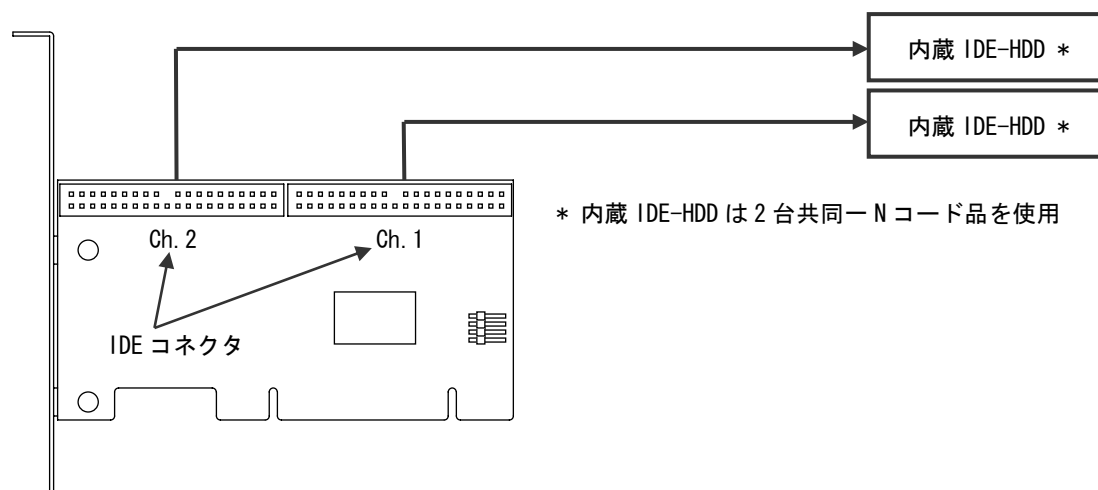 内蔵 IDE-HDD *
内蔵 IDE-HDD *
* 内蔵 IDE-HDD は 2 台共同一 N コード品を使用
Ch. 2
Ch. 1
IDE コネクタ